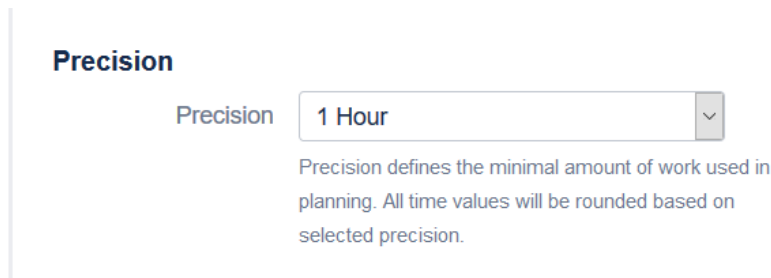 Precision
Precision 1 Hour
Precision defines the minimal amount of work used in
planning. All time values will be rounded based on
selected precision.